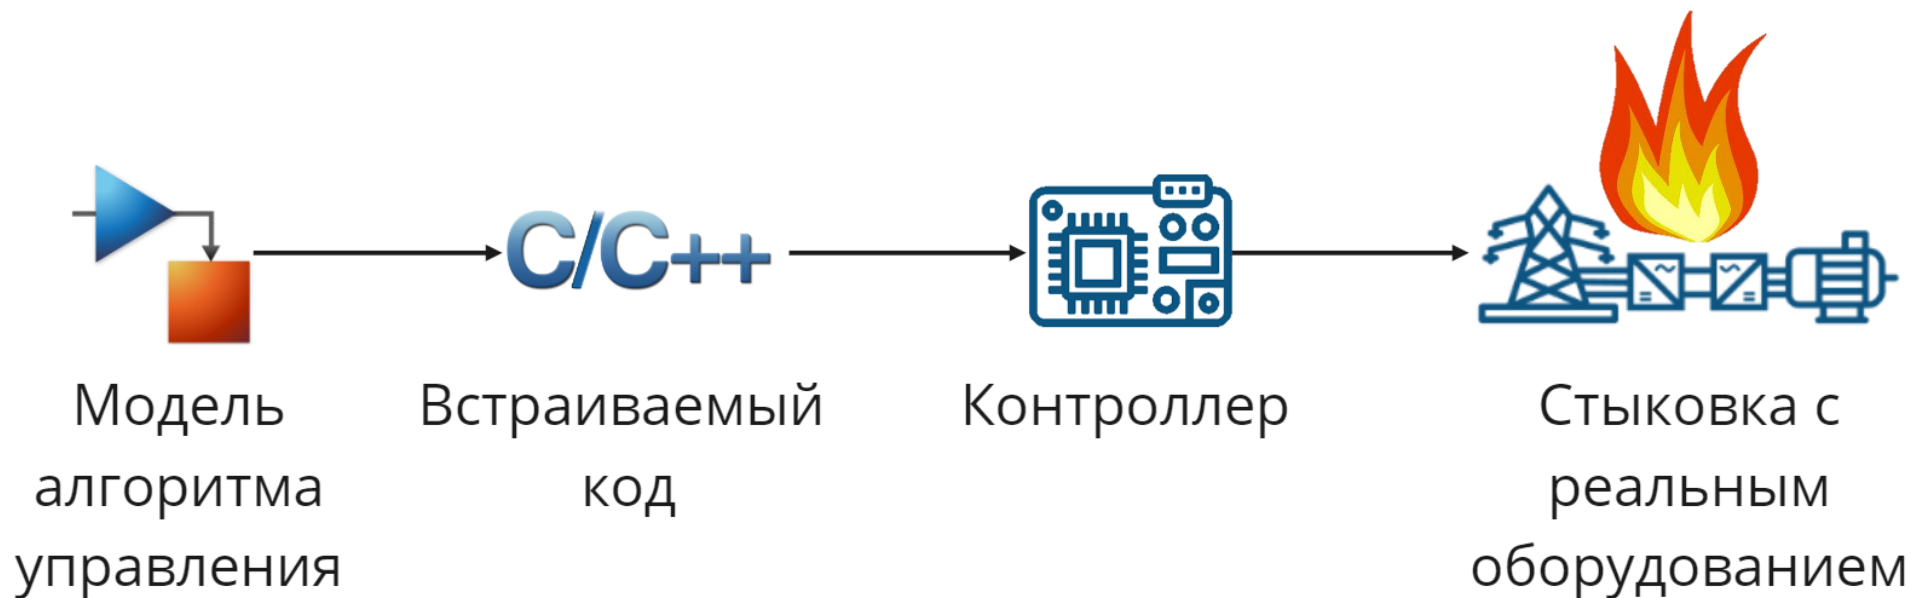 C/C++
Модель
алгоритма
управления
Встраиваемый
код
Контроллер
Стыковка с
реальным
оборудованием